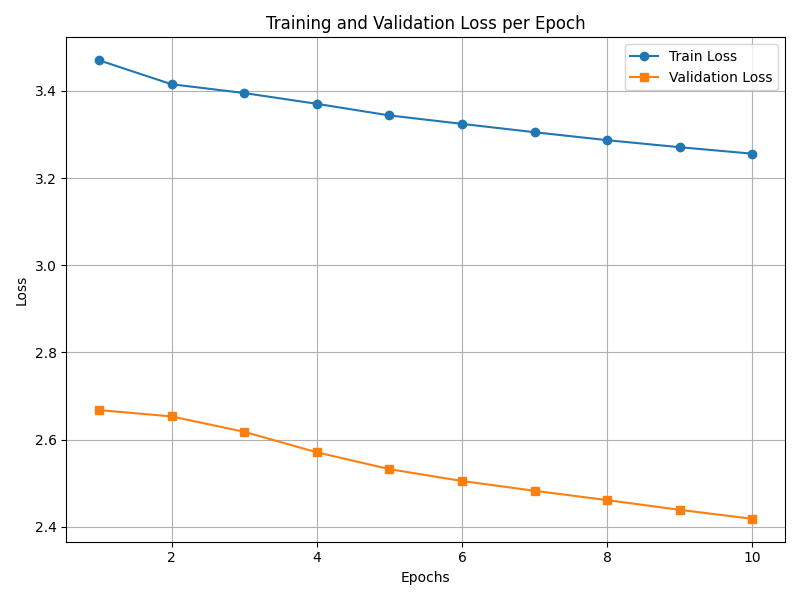 Training and Validation Loss per Epoch
Train Loss
Validation Loss
3.4
3.2
3.0
2.8
2.6
2.4
Loss
2 4 6 8 10
Epochs